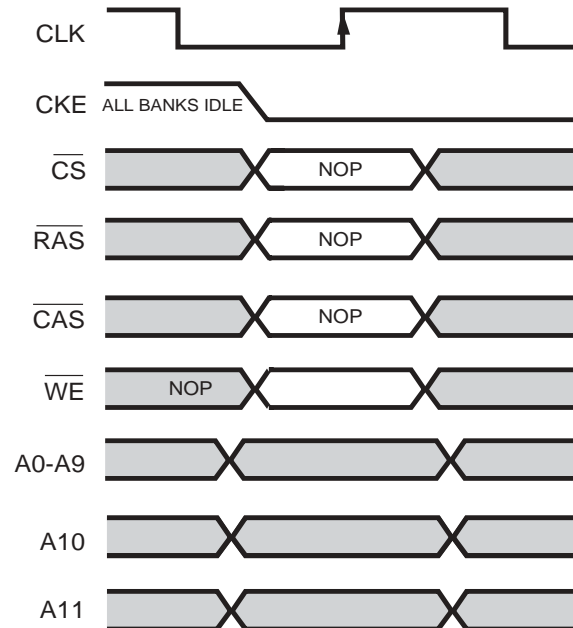 CLK
CKE ALL BANKS IDLE
CS NOP
RAS NOP
CAS NOP
WE NOP
A0-A9
A10
A11